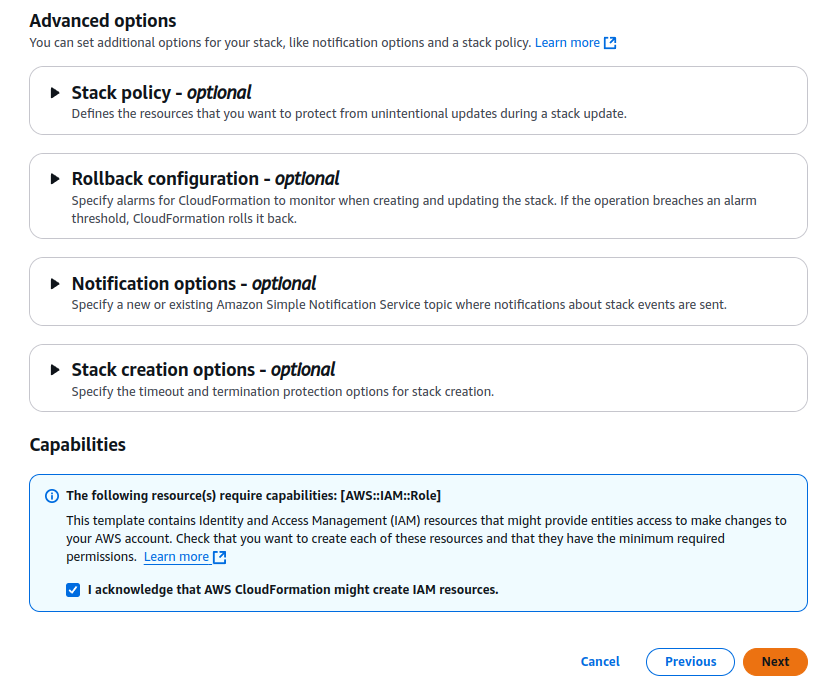 Advanced options
You can set additional options for your stack, like notification options and a stack policy. Learn more
Stack policy - optional
Defines the resources that you want to protect from unintentional updates during a stack update.
Rollback configuration - optional
Specify alarms for CloudFormation to monitor when creating and updating the stack. If the operation breaches an alarm
threshold, CloudFormation rolls it back.
Notification options - optional
Specify a new or existing Amazon Simple Notification Service topic where notifications about stack events are sent.
Stack creation options - optional
Specify the timeout and termination protection options for stack creation.
Capabilities
The following resource(s) require capabilities: [AWS::IAM::Role]
This template contains Identity and Access Management (IAM) resources that might provide entities access to make changes to
your AWS account. Check that you want to create each of these resources and that they have the minimum required
permissions. Learn more
I acknowledge that AWS CloudFormation might create IAM resources.
Cancel Previous Next